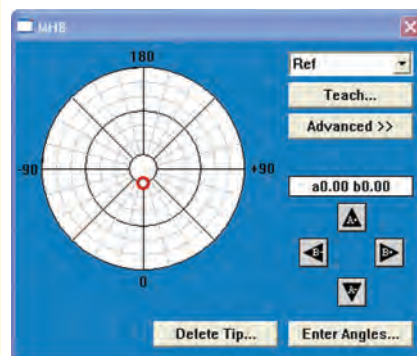 MHB
180
Ref
Teach...
Advanced >>
-90
+90
a0.00 b0.00
A+
B-
B+
A-
0
Delete Tip...
Enter Angles...